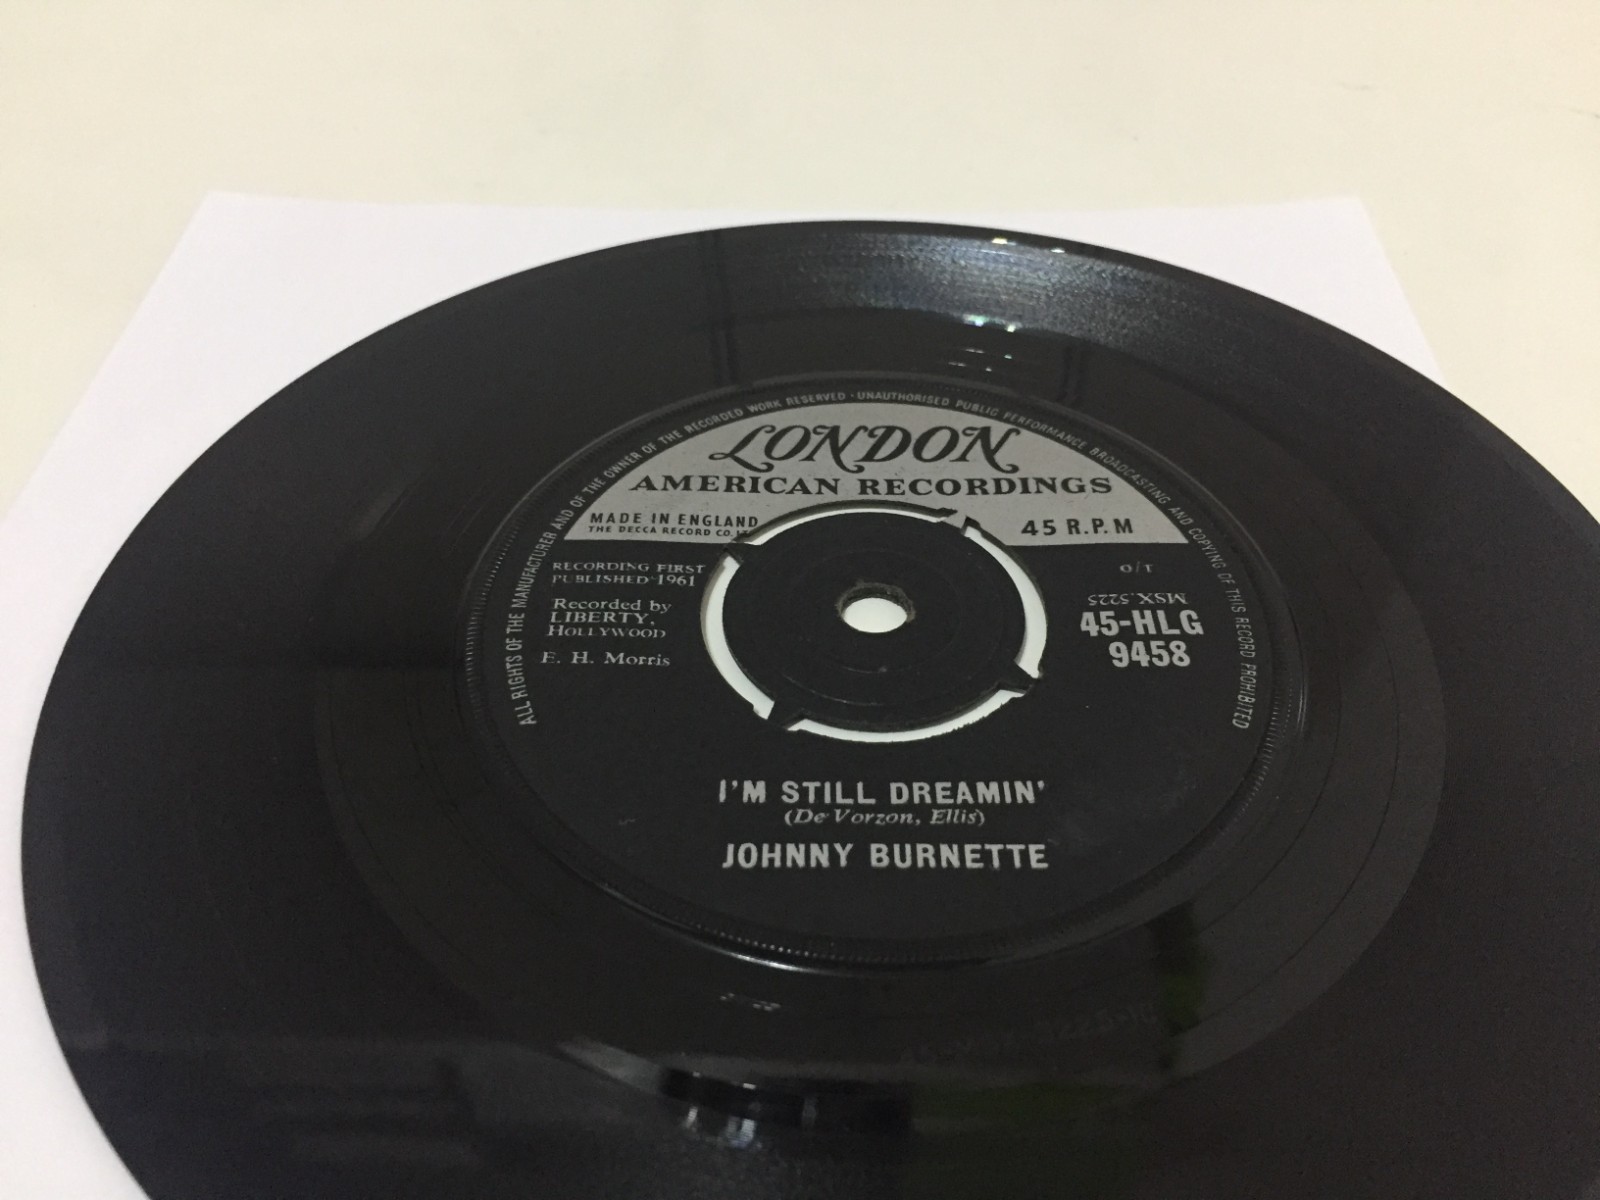 ALL RIGHTS OF THE MANUFACTURER AND OF THE OWNER OF THE RECORDED WORK RESERVED · UNAUTHORISED PUBLIC PERFORMANCE BROADCASTING AND COPYING OF THIS RECORD PROHIBITED
LONDON
AMERICAN RECORDINGS
MADE IN ENGLAND
THE DECCA RECORD CO.
45 R.P.M
RECORDING FIRST
PUBLISHED 1961
Recorded by
LIBERTY,
HOLLYWOOD
E. H. Morris
O/T
MSX.5225
45-HLG
9458
I'M STILL DREAMIN'
(De Vorzon, Ellis)
JOHNNY BURNETTE